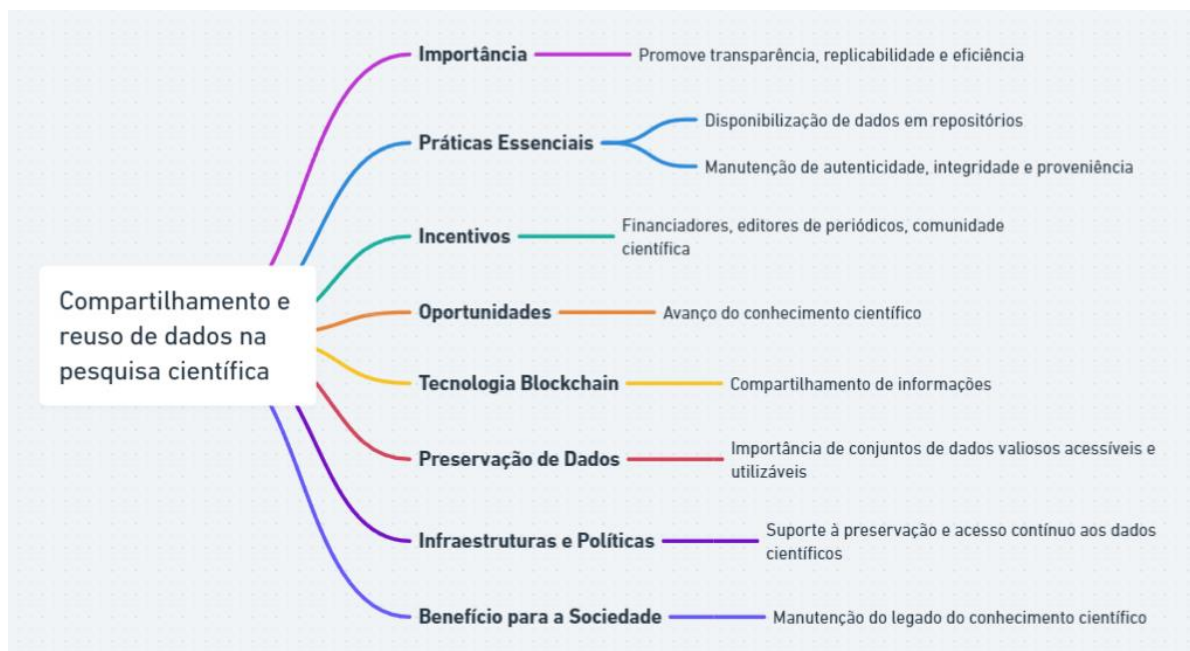 Compartilhamento e
reuso de dados na
pesquisa científica
Importância
Promove transparência, replicabilidade e eficiência
Práticas Essenciais
Disponibilização de dados em repositórios
Manutenção de autenticidade, integridade e proveniência
Incentivos
Financiadores, editores de periódicos, comunidade
científica
Oportunidades
Avanço do conhecimento científico
Tecnologia Blockchain
Compartilhamento de informações
Preservação de Dados
Importância de conjuntos de dados valiosos acessíveis e
utilizáveis
Infraestruturas e Políticas
Suporte à preservação e acesso contínuo aos dados
científicos
Benefício para a Sociedade
Manutenção do legado do conhecimento científico